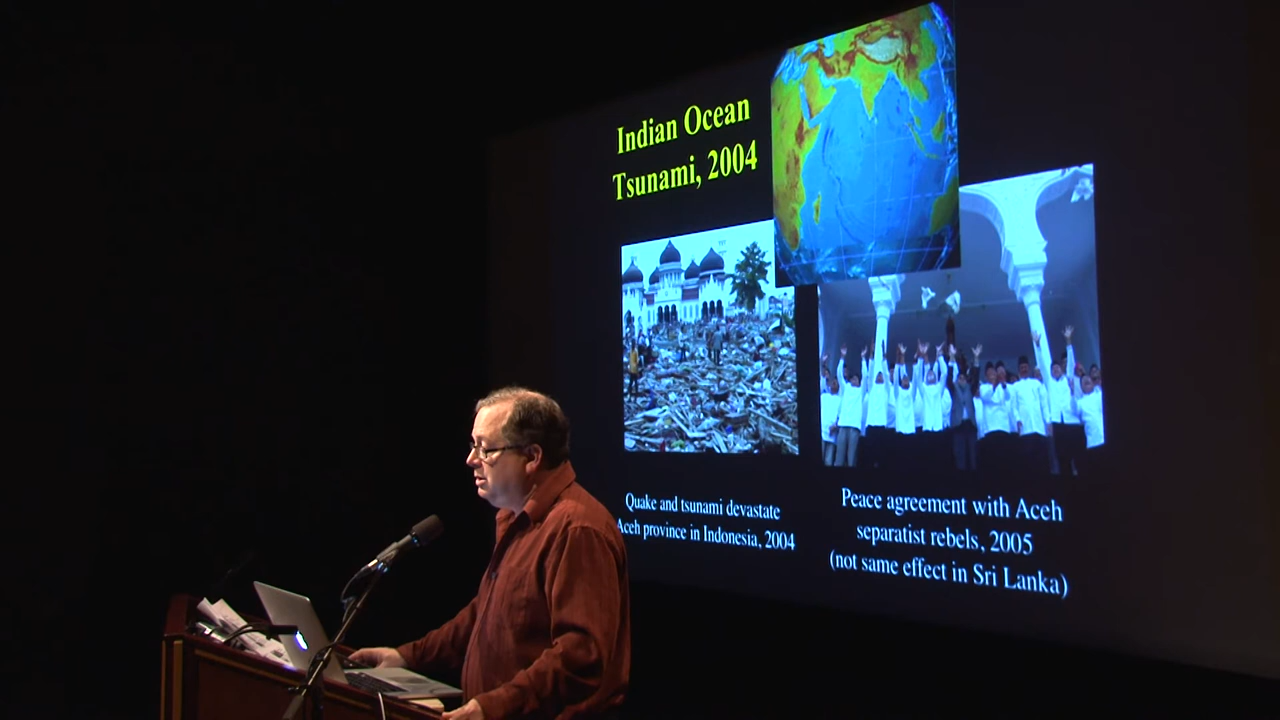 Indian Ocean
Tsunami, 2004
Quake and tsunami devastate
Aceh province in Indonesia, 2004
Peace agreement with Aceh
separatist rebels, 2005
(not same effect in Sri Lanka)